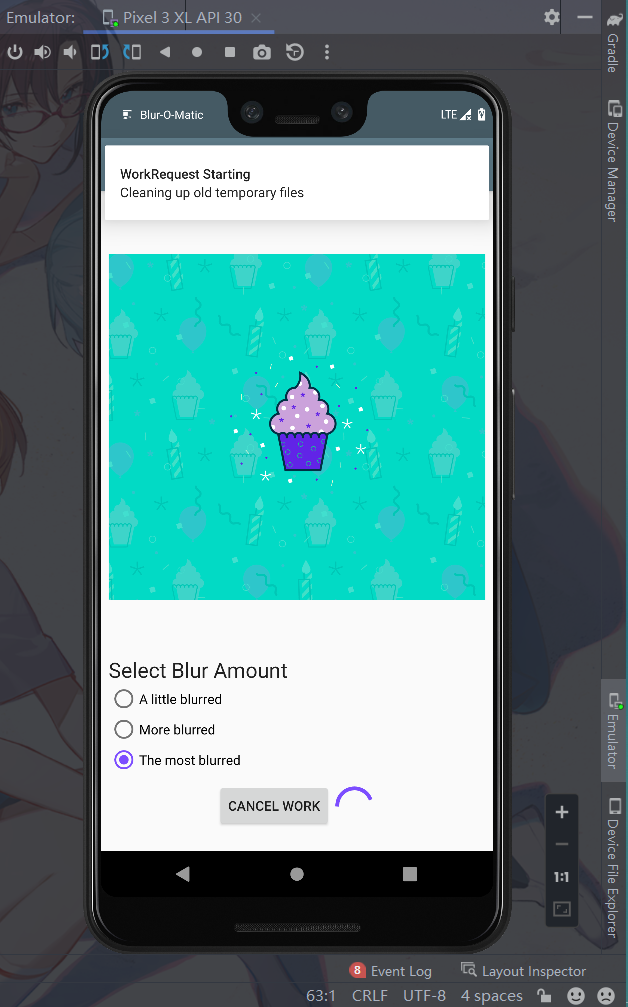 Emulator: Pixel 3 XL API 30
Gradle
Device Manager
Blur-O-Matic LTE
WorkRequest Starting
Cleaning up old temporary files
Select Blur Amount
A little blurred
More blurred
The most blurred
CANCEL WORK
Emulator
1:1
Device File Explorer
8 Event Log Layout Inspector
63:1 CRLF UTF-8 4 spaces